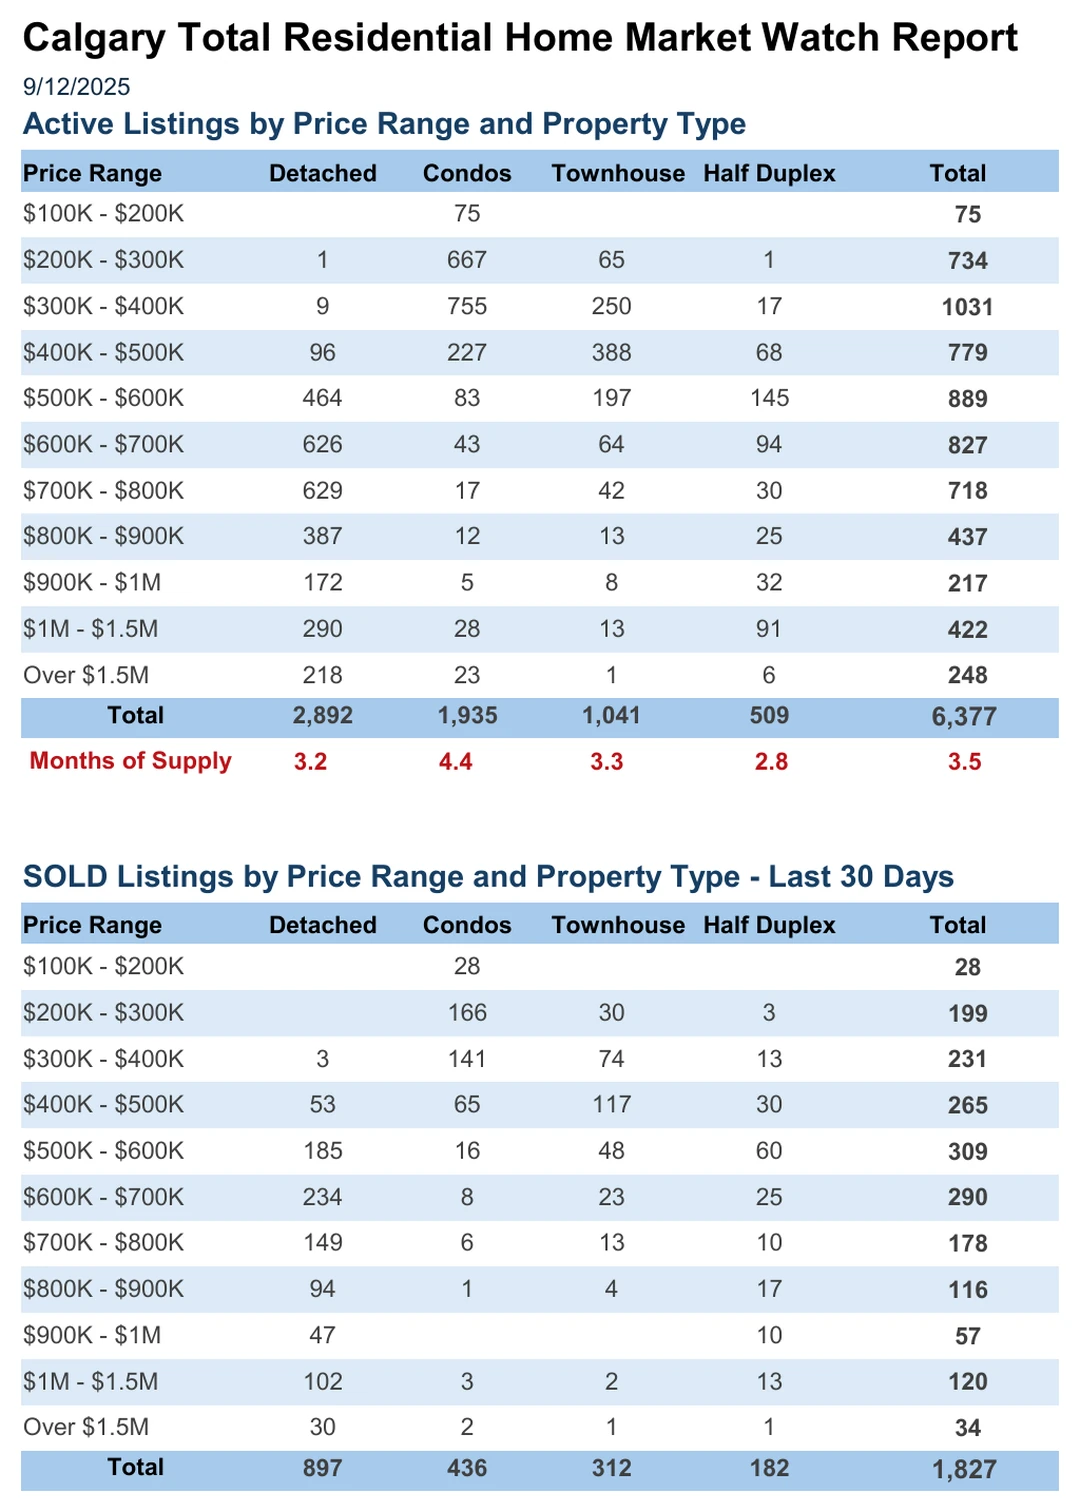 Calgary Total Residential Home Market Watch Report
9/12/2025
Active Listings by Price Range and Property Type
Price Range Detached Condos Townhouse Half Duplex Total
$100K - $200K 75 75
$200K - $300K 1 667 65 1 734
$300K - $400K 9 755 250 17 1031
$400K - $500K 96 227 388 68 779
$500K - $600K 464 83 197 145 889
$600K - $700K 626 43 64 94 827
$700K - $800K 629 17 42 30 718
$800K - $900K 387 12 13 25 437
$900K - $1M 172 5 8 32 217
$1M - $1.5M 290 28 13 91 422
Over $1.5M 218 23 1 6 248
Total 2,892 1,935 1,041 509 6,377
Months of Supply 3.2 4.4 3.3 2.8 3.5
SOLD Listings by Price Range and Property Type - Last 30 Days
Price Range Detached Condos Townhouse Half Duplex Total
$100K - $200K 28 28
$200K - $300K 166 30 3 199
$300K - $400K 3 141 74 13 231
$400K - $500K 53 65 117 30 265
$500K - $600K 185 16 48 60 309
$600K - $700K 234 8 23 25 290
$700K - $800K 149 6 13 10 178
$800K - $900K 94 1 4 17 116
$900K - $1M 47 10 57
$1M - $1.5M 102 3 2 13 120
Over $1.5M 30 2 1 1 34
Total 897 436 312 182 1,827